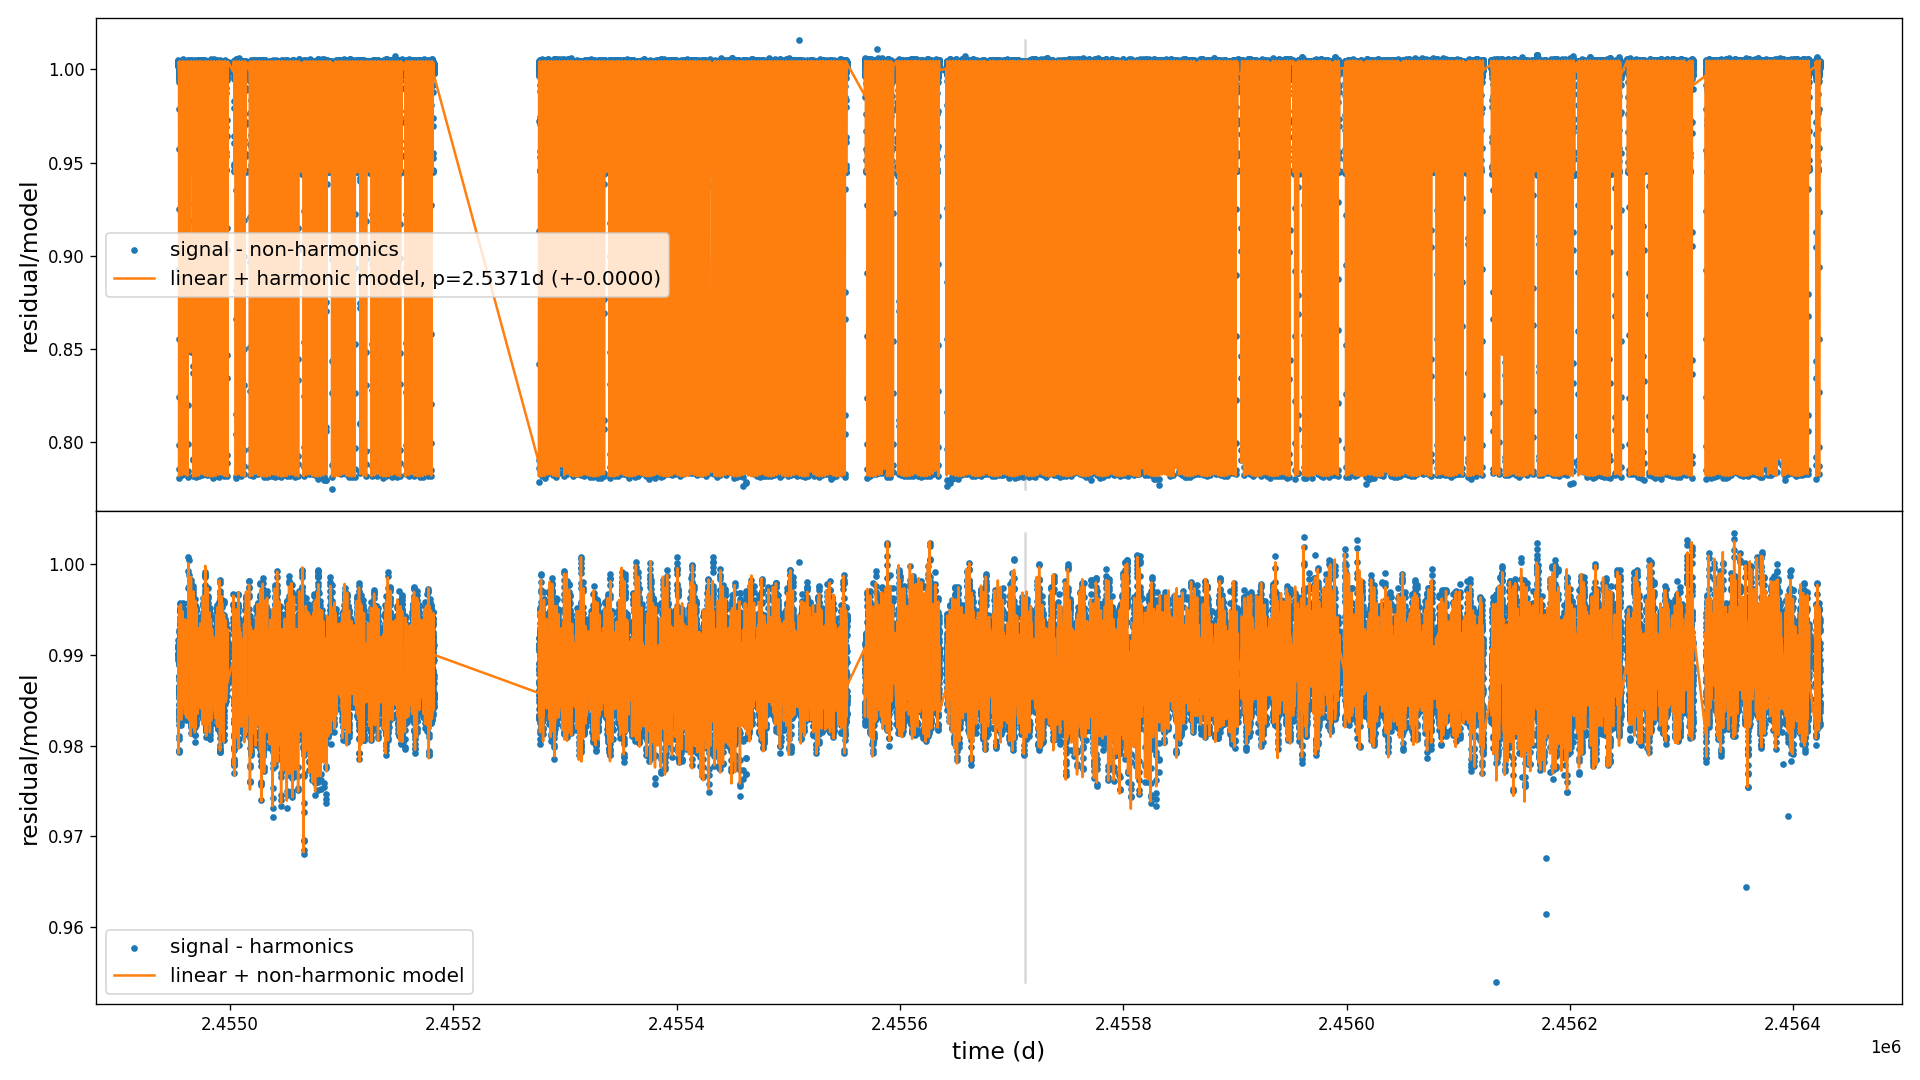 1.00
0.95
0.90
0.85
0.80
residual/model
signal - non-harmonics
linear + harmonic model, p=2.5371d (+-0.0000)
1.00
0.99
0.98
0.97
0.96
residual/model
signal - harmonics
linear + non-harmonic model
2.4550 2.4552 2.4554 2.4556 2.4558 2.4560 2.4562 2.4564
1e6
time (d)